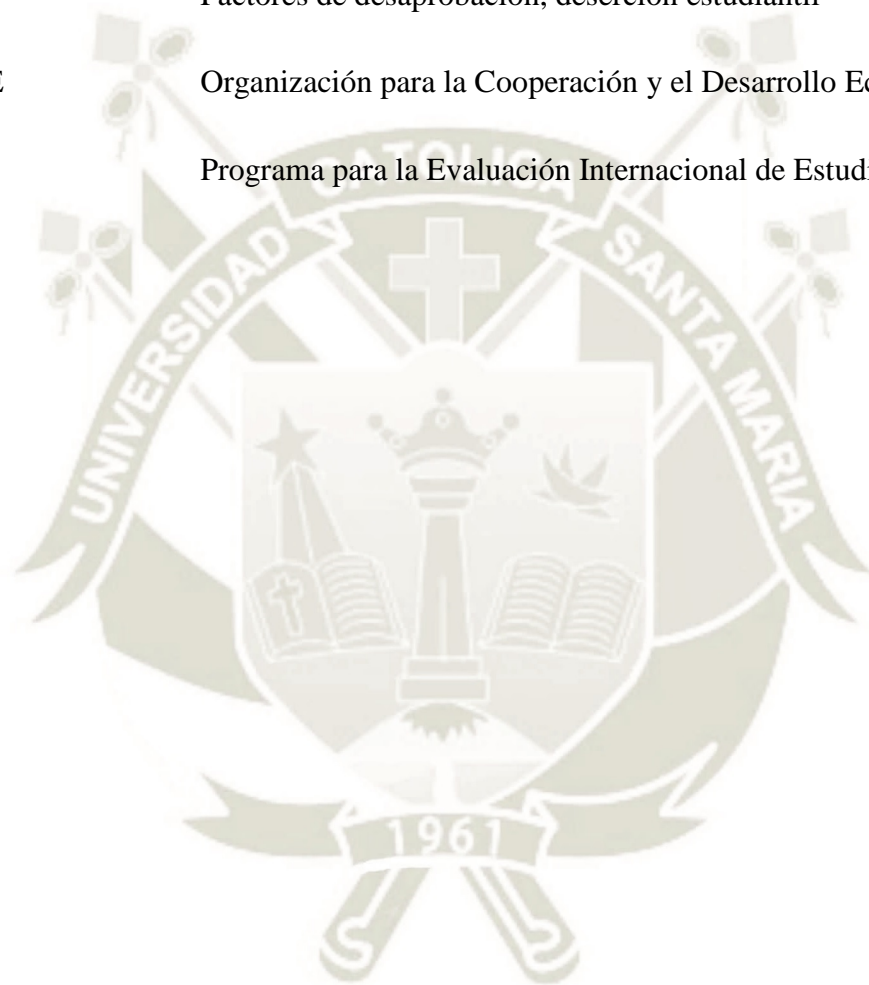 Factores de desaprobación, deserción estudiantil
E Organización para la Cooperación y el Desarrollo
Programa para la Evaluación Internacional de
UNIVERSIDAD CATOLICA SANTA MARIA
1961